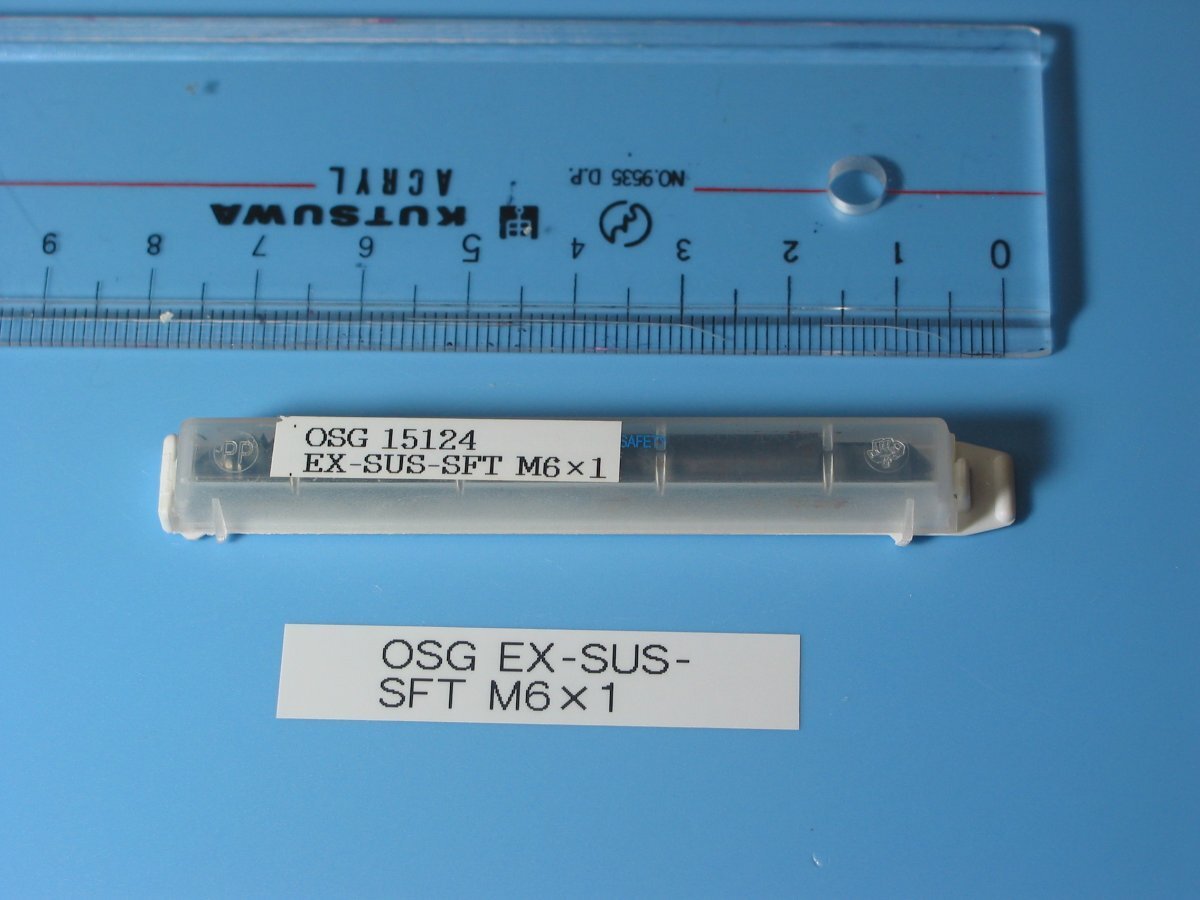 ACRYL
KUTSUWA
NO.9535 D.P.
9 8 7 6 5 4 3 2 1 0
PP
OSG 15124
EX-SUS-SFT M6×1
SAFETY
OSG EX-SUS-
SFT M6×1